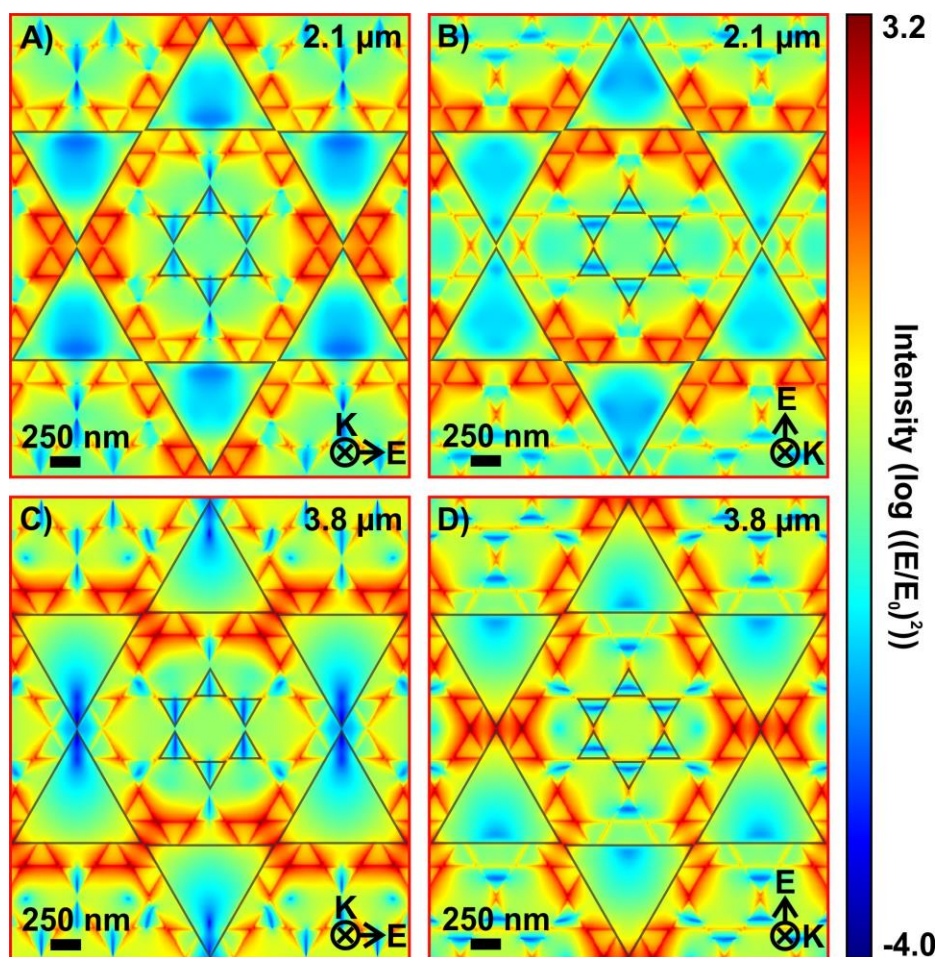 A) 2.1 µm
K
E
250 nm
B) 2.1 µm
E
K
250 nm
C) 3.8 µm
K
E
250 nm
D) 3.8 µm
E
K
250 nm
3.2
Intensity (log ((E/E₀)²))
-4.0